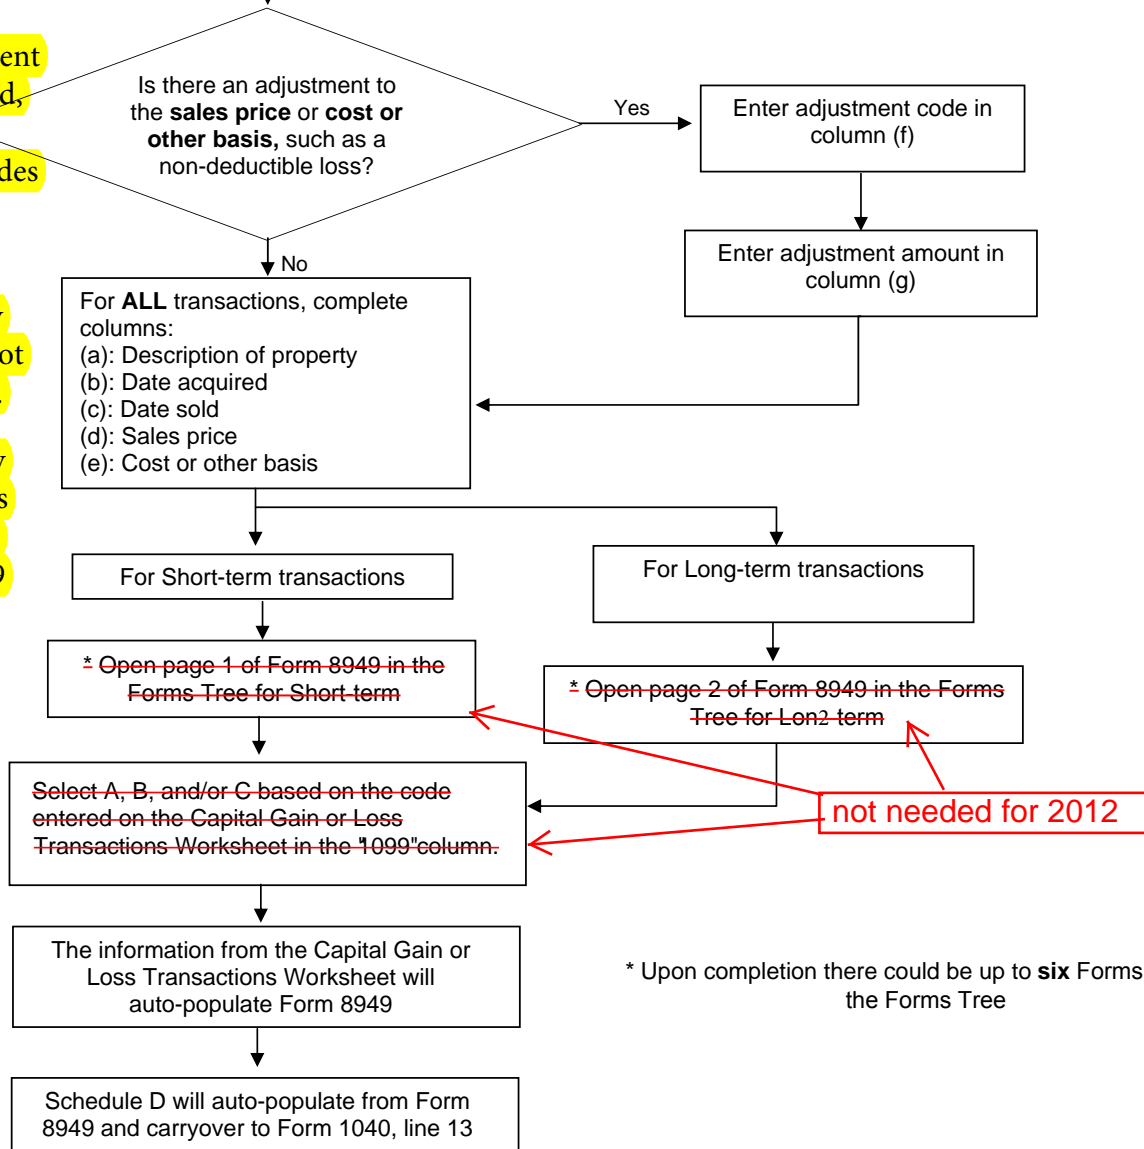 ent
d,
des
y
ot
.
y
s
9
Is there an adjustment to
the sales price or cost or
other basis, such as a
non-deductible loss?
Yes
Enter adjustment code in
column (f)
Enter adjustment amount in
column (g)
No
For ALL transactions, complete
columns:
(a): Description of property
(b): Date acquired
(c): Date sold
(d): Sales price
(e): Cost or other basis
For Short-term transactions
For Long-term transactions
* Open page 1 of Form 8949 in the
Forms Tree for Short-term
* Open page 2 of Form 8949 in the Forms
Tree for Lon2 term
Select A, B, and/or C based on the code
entered on the Capital Gain or Loss
Transactions Worksheet in the "1099"column.
not needed for 2012
The information from the Capital Gain or
Loss Transactions Worksheet will
auto-populate Form 8949
* Upon completion there could be up to six Forms
the Forms Tree
Schedule D will auto-populate from Form
8949 and carryover to Form 1040, line 13